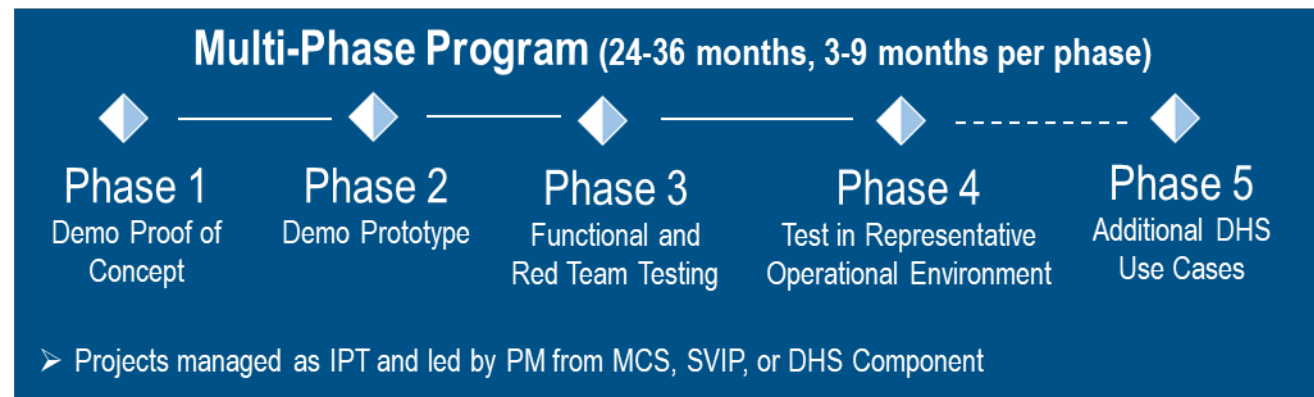 Multi-Phase Program (24-36 months, 3-9 months per phase)
Phase 1
Demo Proof of
Concept
Phase 2
Demo Prototype
Phase 3
Functional and
Red Team Testing
Phase 4
Test in Representative
Operational Environment
Phase 5
Additional DHS
Use Cases
➢ Projects managed as IPT and led by PM from MCS, SVIP, or DHS Component